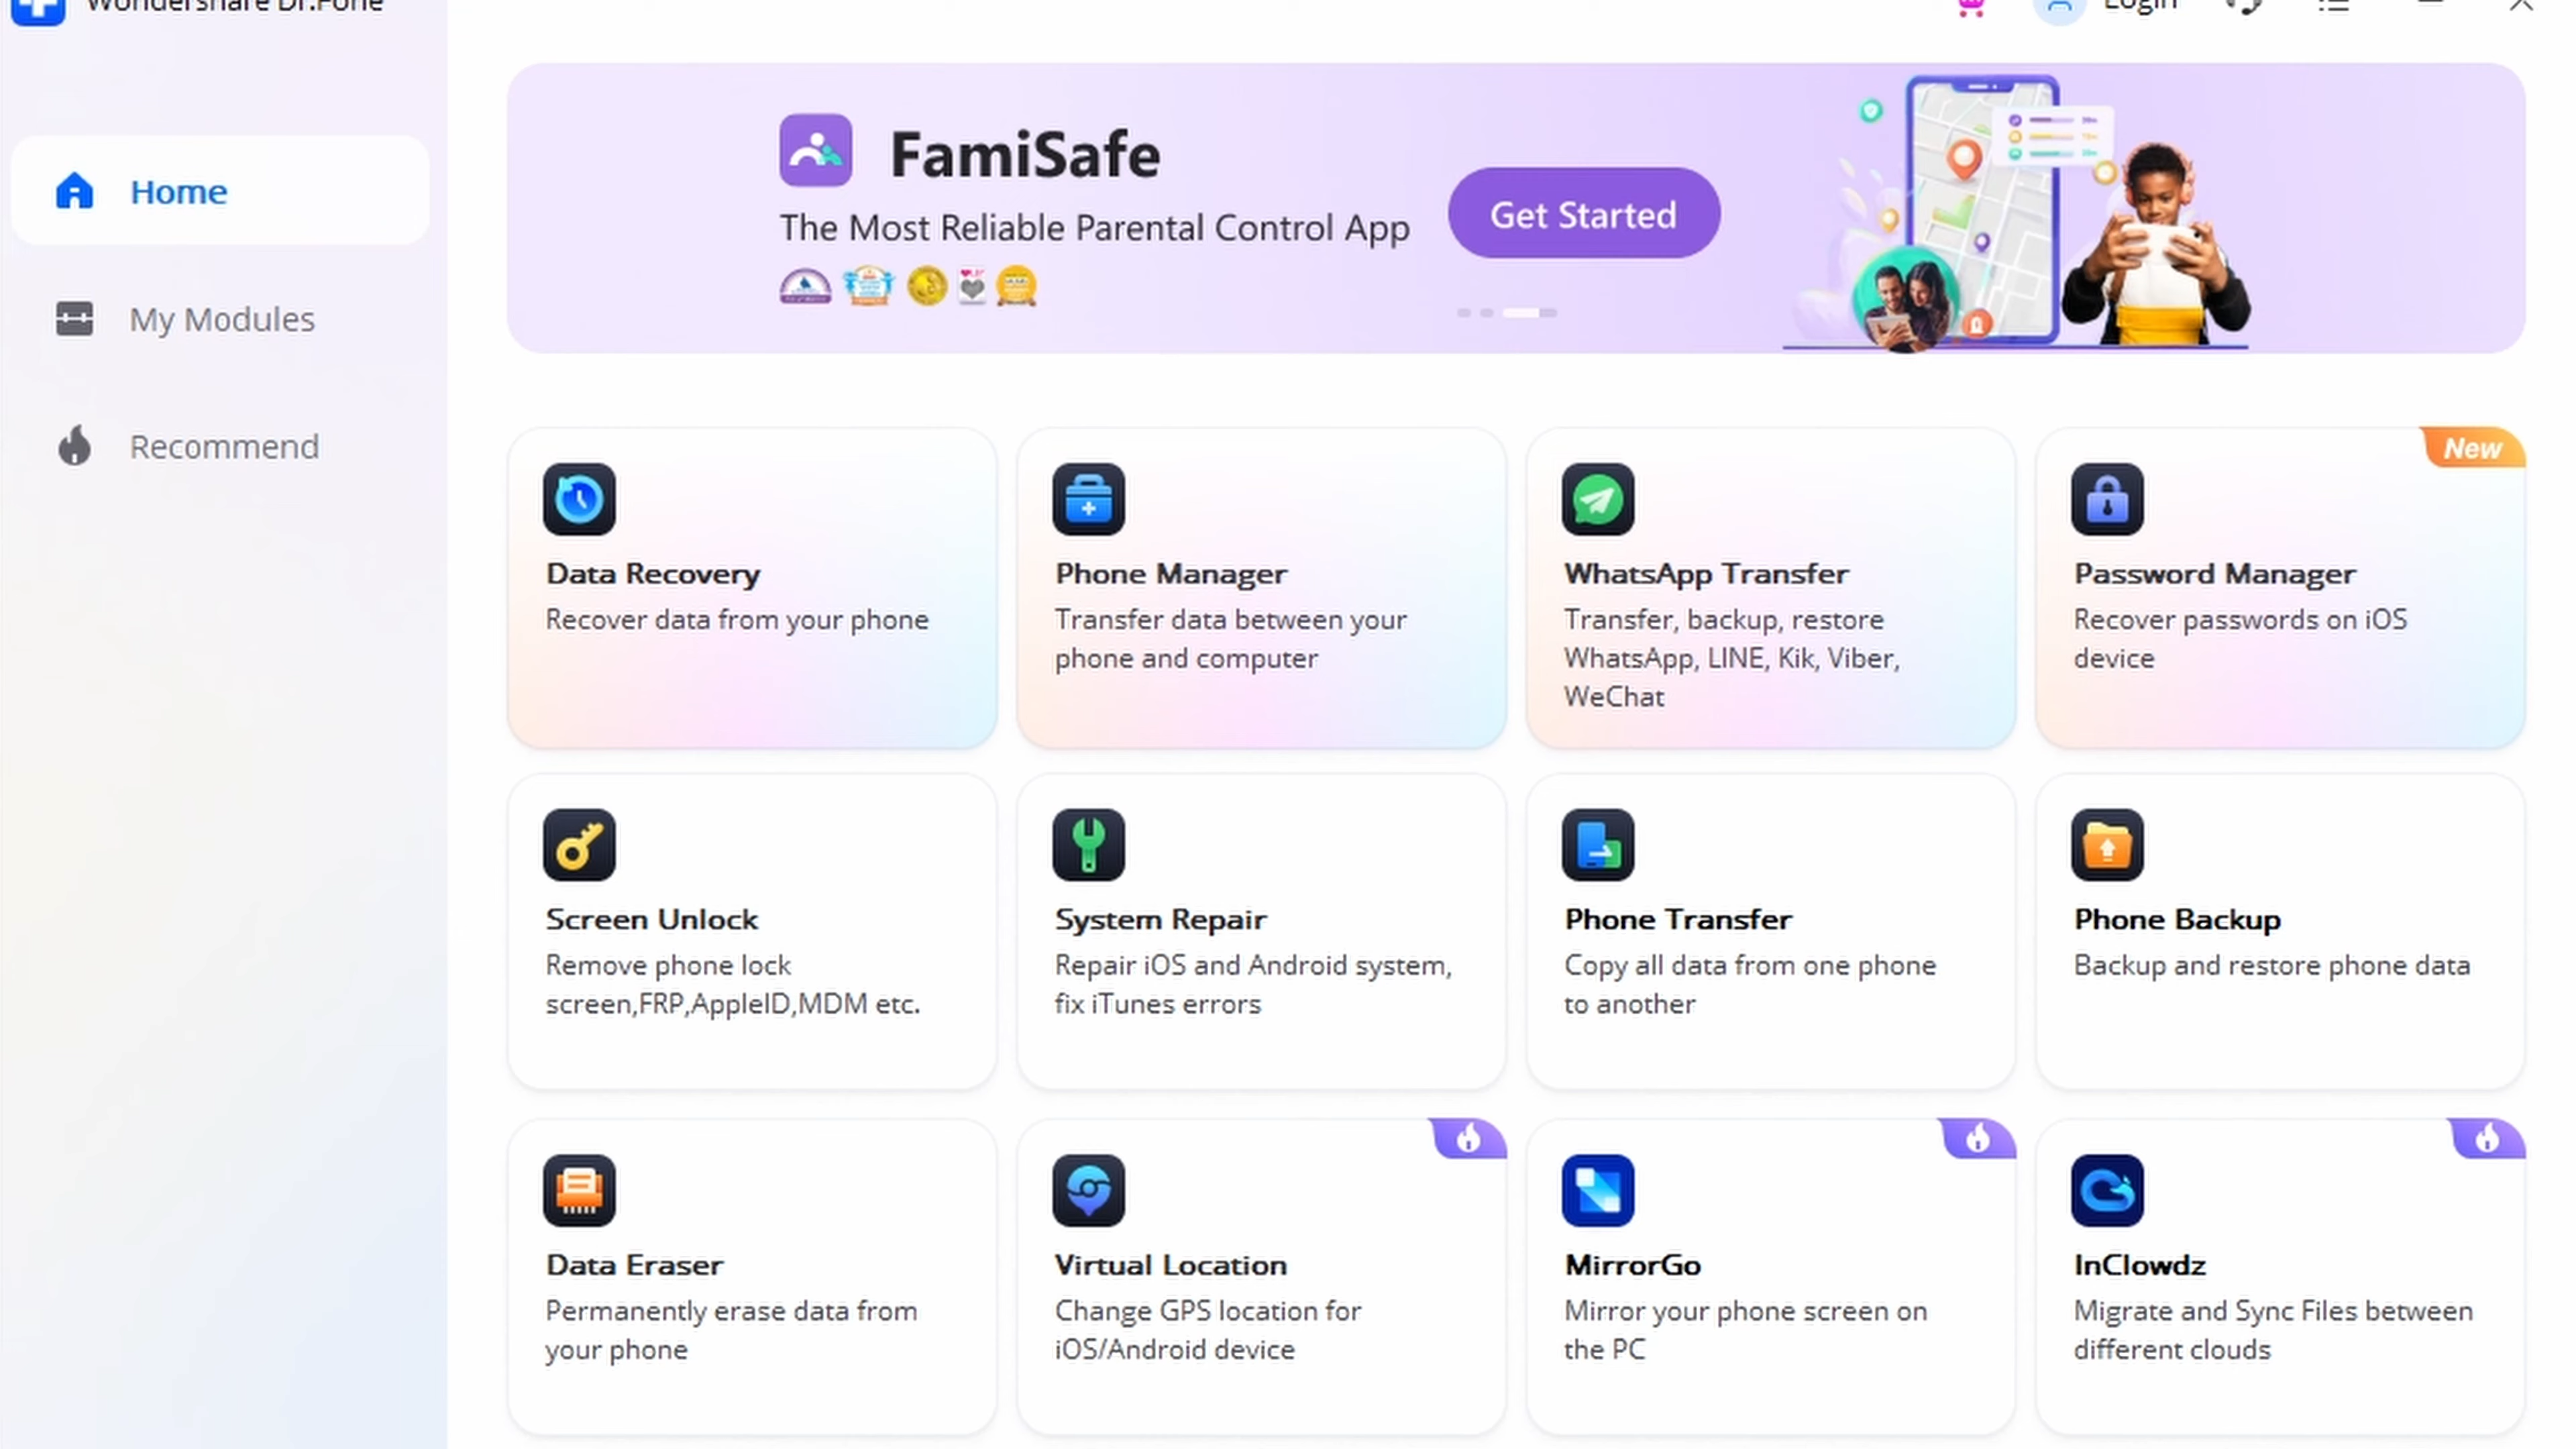 Wondershare Dr.Fone
Login
Home
My Modules
Recommend
FamiSafe
The Most Reliable Parental Control App
Get Started
New
Data Recovery
Recover data from your phone
Phone Manager
Transfer data between your
phone and computer
WhatsApp Transfer
Transfer, backup, restore
WhatsApp, LINE, Kik, Viber,
WeChat
Password Manager
Recover passwords on iOS
device
Screen Unlock
Remove phone lock
screen,FRP,AppleID,MDM etc.
System Repair
Repair iOS and Android system,
fix iTunes errors
Phone Transfer
Copy all data from one phone
to another
Phone Backup
Backup and restore phone data
Data Eraser
Permanently erase data from
your phone
Virtual Location
Change GPS location for
iOS/Android device
MirrorGo
Mirror your phone screen on
the PC
InClowdz
Migrate and Sync Files between
different clouds